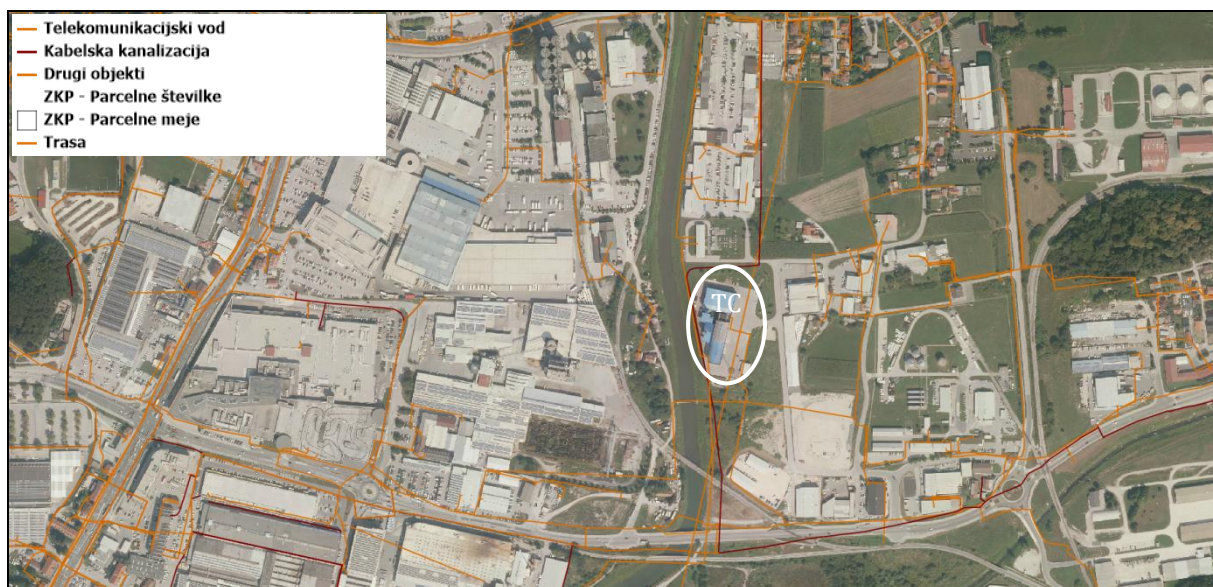 Telekomunikacijski vod
Kabelska kanalizacija
Drugi objekti
ZKP - Parcelne številke
ZKP - Parcelne meje
Trasa
TC